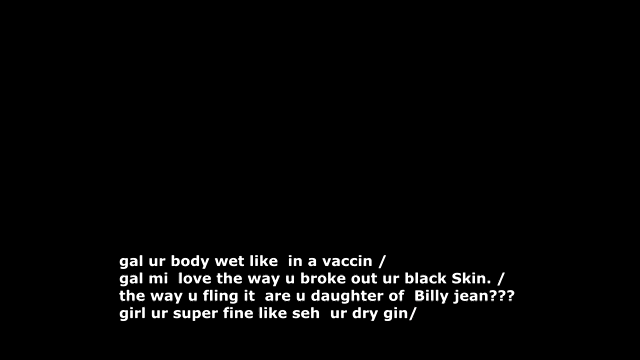 gal ur body wet like  in a vaccin /
gal mi  love the way u broke out ur black Skin. /
the way u fling it  are u daughter of  Billy jean???
girl ur super fine like seh  ur dry gin/